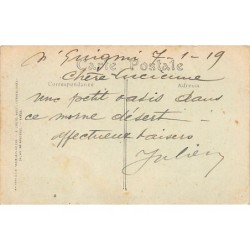 N'Guigmi 7-1-19
Carte Postale
Correspondance Adresse
Chère Lucienne
un petit oasis dans
ce morne désert -
affectueux baisers
Julien